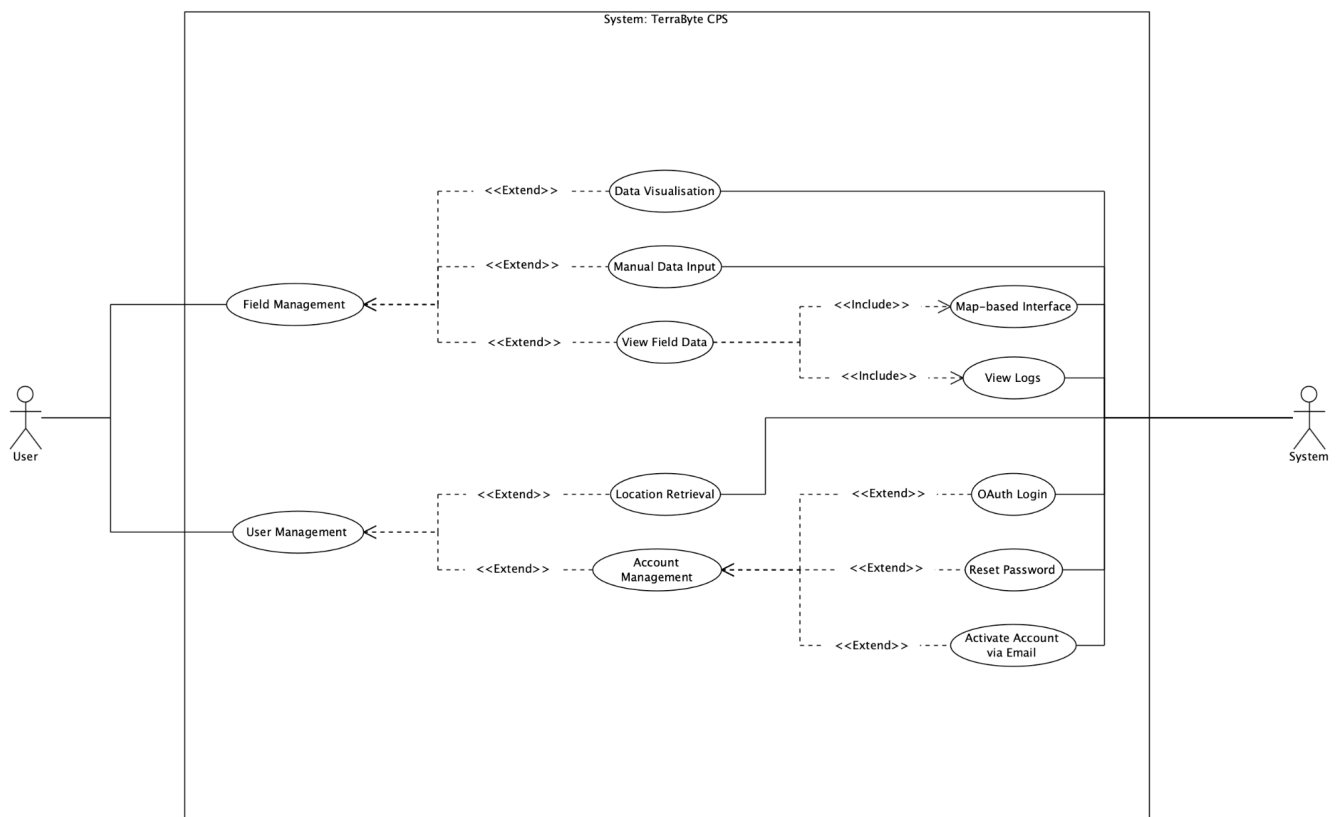 System: TerraByte CPS
<<Extend>>
Data Visualisation
<<Extend>>
Manual Data Input
Field Management
<<Include>>
Map-based Interface
<<Extend>>
View Field Data
<<Include>>
View Logs
User
System
<<Extend>>
Location Retrieval
<<Extend>>
OAuth Login
User Management
<<Extend>>
Account
Management
<<Extend>>
Reset Password
<<Extend>>
Activate Account
via Email